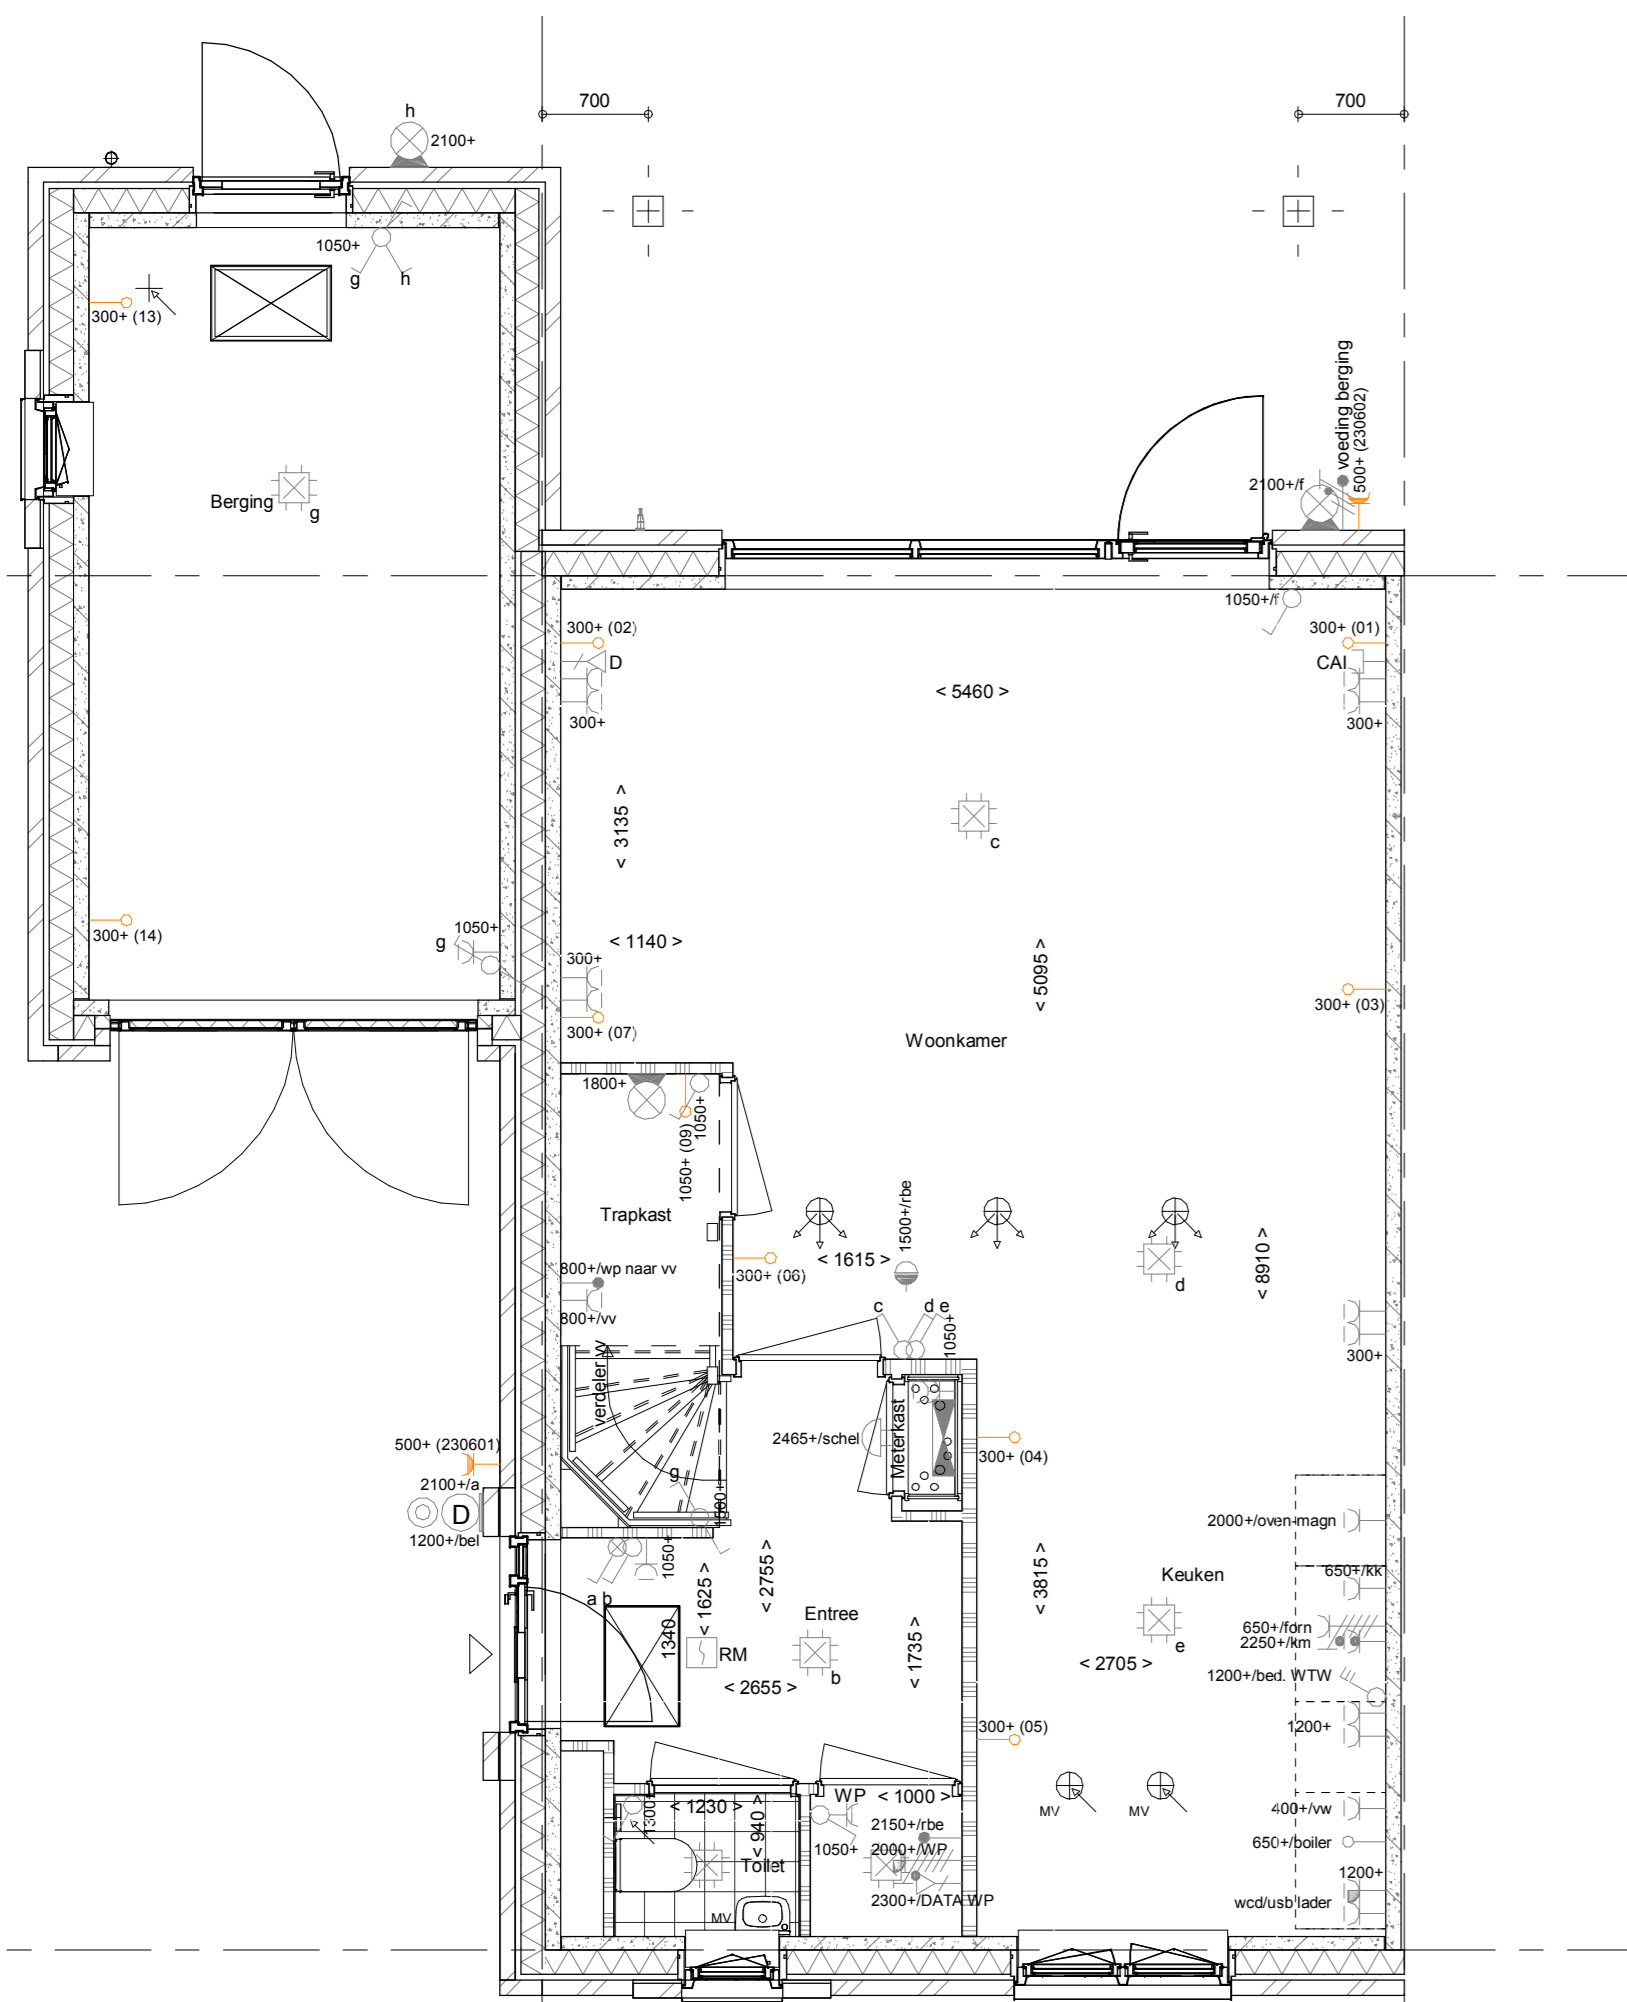 700
700
h
2100+
1050+
g
h
300+ (13)
voeding berging
500+ (230602)
2100+/f
Berging
g
1050+/f
300+ (02)
300+ (01)
D
CAI
< 5460 >
300+
300+
< 3135 >
c
300+ (14)
g
1050+
< 1140 >
300+
< 5095 >
300+ (03)
300+ (07)
Woonkamer
1800+
1050+
1050+ (09)
Trapkast
1500+/rbe
< 1615 >
< 8910 >
800+/wp naar vv
300+ (06)
d
800+/vv
c
d e
1050+
300+
verdeler vv
500+ (230601)
2465+/schel
Meterkast
300+ (04)
2100+/a
g
1500+
D
1200+/bel
2000+/oven-magn
1050+
< 1625 >
< 2755 >
< 3815 >
Keuken
650+/kk
a b
Entree
1340
RM
b
< 1735 >
e
650+/forn
2250+/km
< 2655 >
< 2705 >
1200+/bed. WTW
300+ (05)
1200+
1300+
< 1230 >
< 940 >
WP
< 1000 >
MV
MV
400+/vw
2150+/rbe
1050+
2000+/WP
650+/boiler
Toilet
1200+
2300+/DATA WP
wcd/usb lader
MV